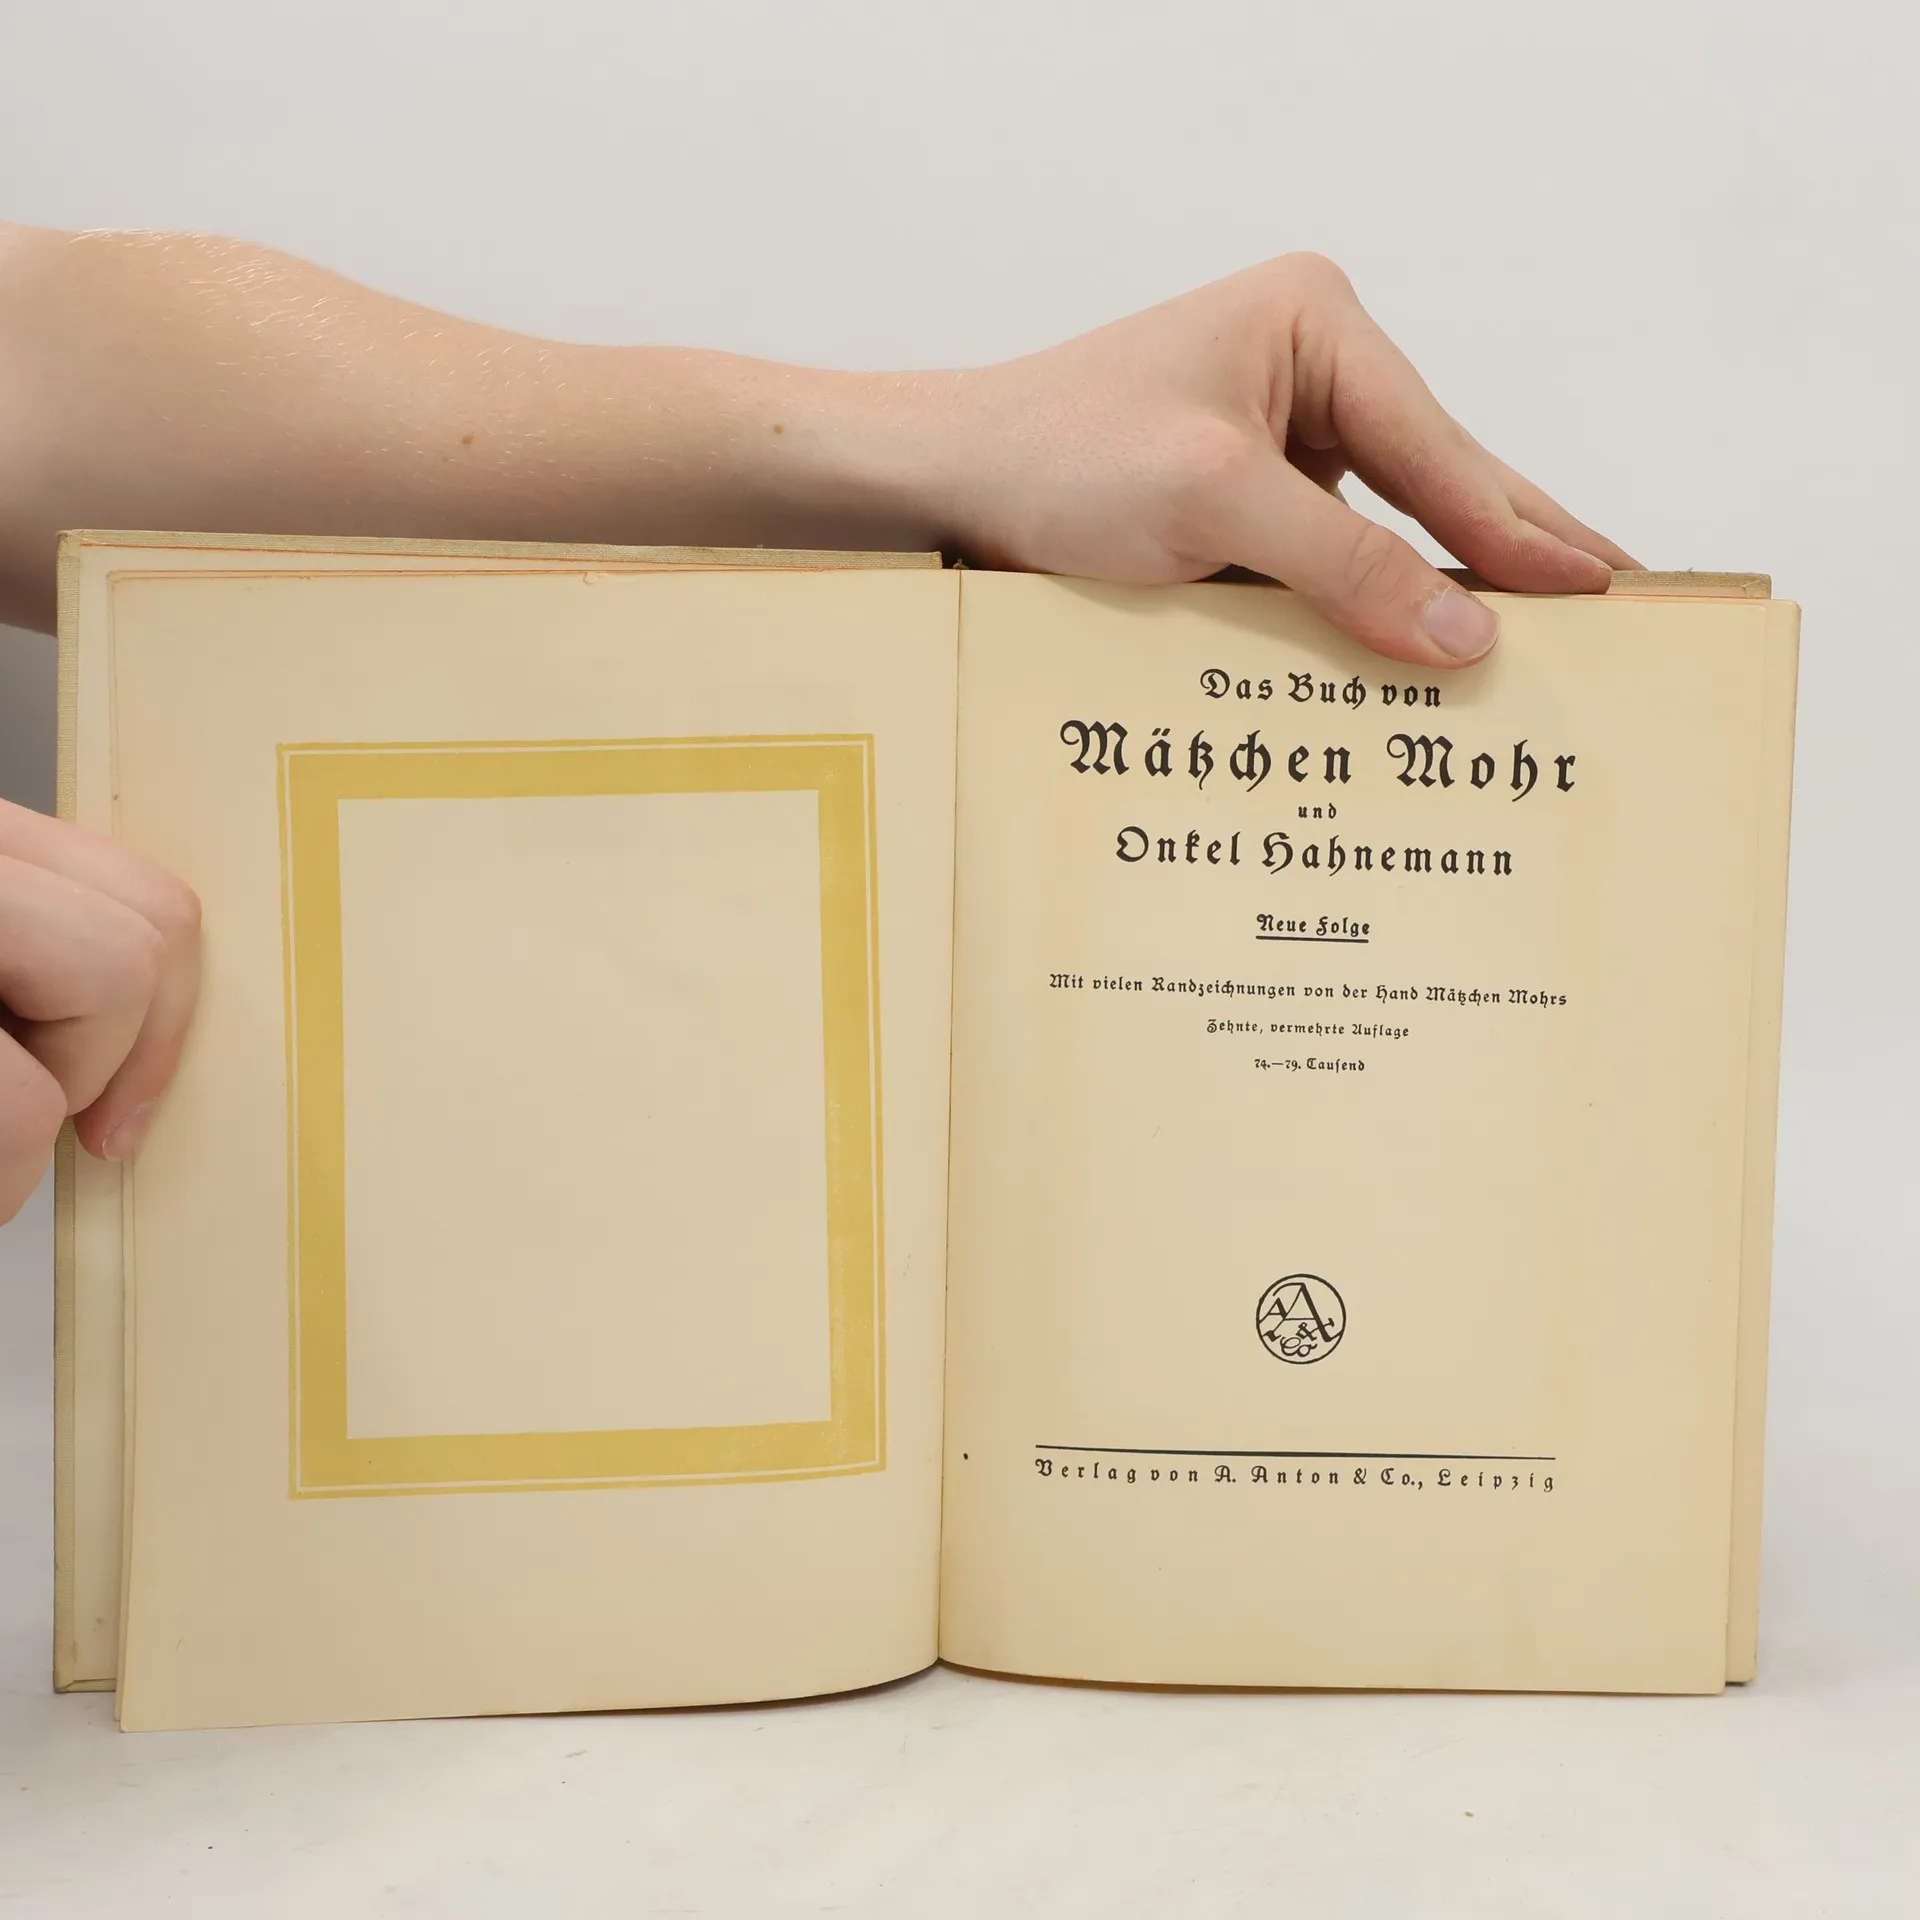 Das Buch von
Mätzchen Mohr
und
Onkel Hahnemann
Neue Folge
Mit vielen Randzeichnungen von der Hand Mätzchen Mohrs
Zehnte, vermehrte Auflage
74.—79. Tauſend
A A & Co
Verlag von A. Anton & Co., Leipzig